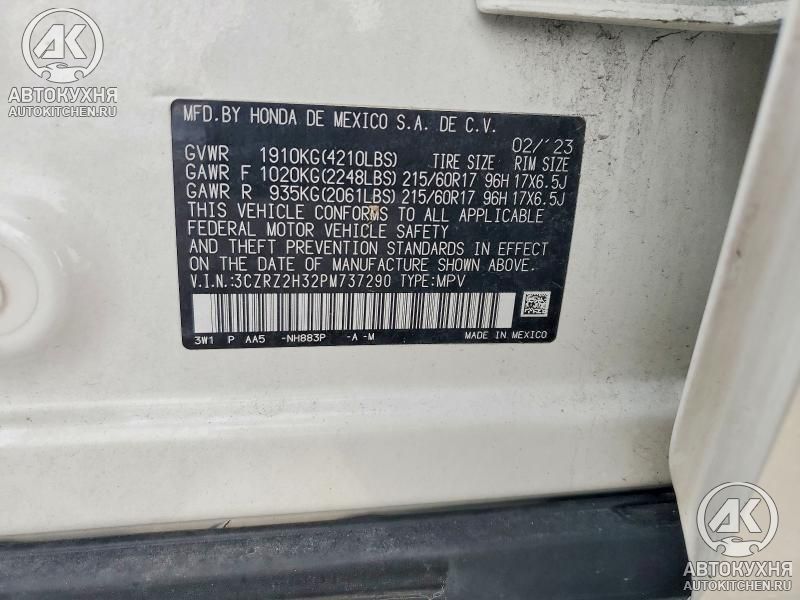 AK
АВТОКУХНЯ
AUTOKITCHEN.RU
MFD.BY HONDA DE MEXICO S.A. DE C.V.
02/'23
GVWR 1910KG(4210LBS) TIRE SIZE RIM SIZE
GAWR F 1020KG(2248LBS) 215/60R17 96H 17X6.5J
GAWR R 935KG(2061LBS) 215/60R17 96H 17X6.5J
THIS VEHICLE CONFORMS TO ALL APPLICABLE
FEDERAL MOTOR VEHICLE SAFETY
AND THEFT PREVENTION STANDARDS IN EFFECT
ON THE DATE OF MANUFACTURE SHOWN ABOVE.
V.I.N.:3CZRZ2H32PM737290 TYPE:MPV
3W1 P AA5 -NH883P -A -M MADE IN MEXICO
AK
АВТОКУХНЯ
AUTOKITCHEN.RU